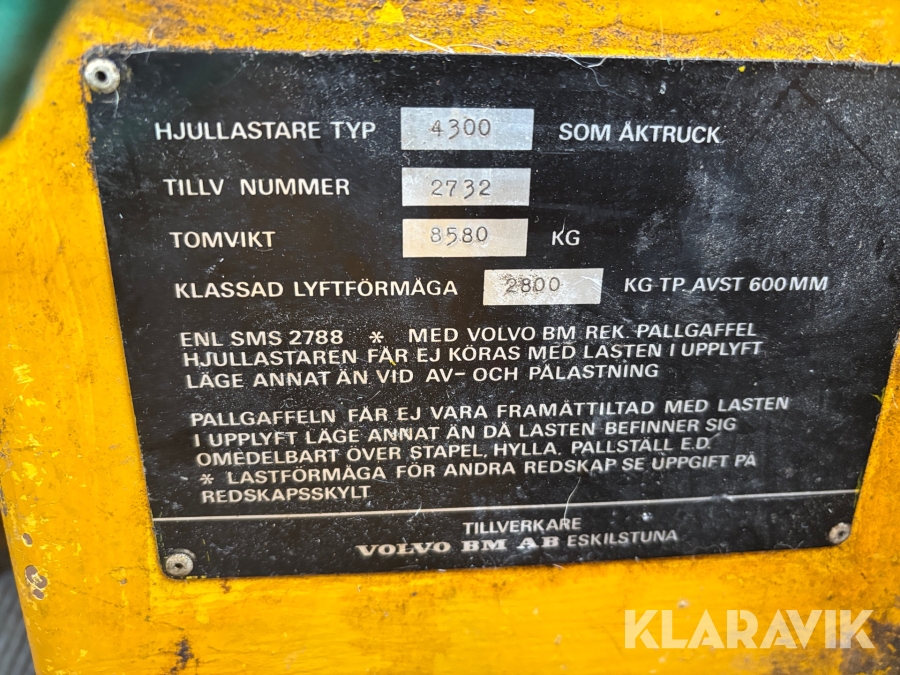 HJULLASTARE TYP 4300 SOM ÅKTRUCK
TILLV NUMMER 2732
TOMVIKT 8580 KG
KLASSAD LYFTFÖRMÅGA 2800 KG TP AVST 600 MM
ENL SMS 2788 * MED VOLVO BM REK. PALLGAFFEL
HJULLASTAREN FÅR EJ KÖRAS MED LASTEN I UPPLYFT
LÄGE ANNAT ÄN VID AV- OCH PÅLASTNING
PALLGAFFELN FÅR EJ VARA FRAMÅTTILTAD MED LASTEN
I UPPLYFT LÄGE ANNAT ÄN DÅ LASTEN BEFINNER SIG
OMEDELBART ÖVER STAPEL, HYLLA, PALLSTÄLL E.D.
* LASTFÖRMÅGA FÖR ANDRA REDSKAP SE UPPGIFT PÅ
REDSKAPSSKYLT
TILLVERKARE
VOLVO BM AB ESKILSTUNA
KLARAVIK